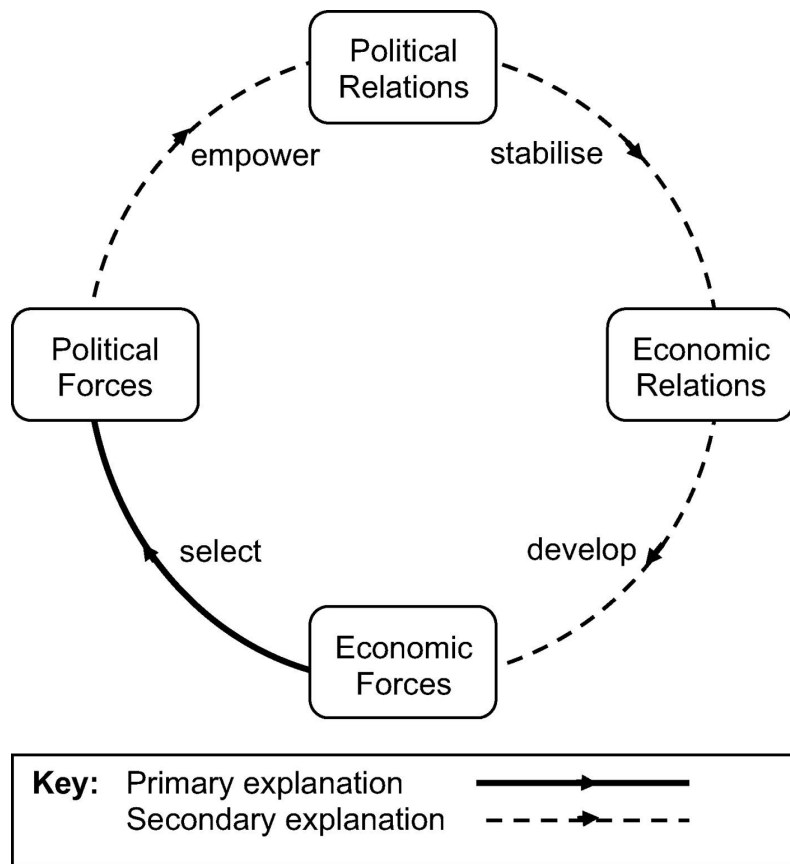 Political
Relations
empower
stabilise
Political
Forces
Economic
Relations
select
develop
Economic
Forces
Key: Primary explanation
Secondary explanation